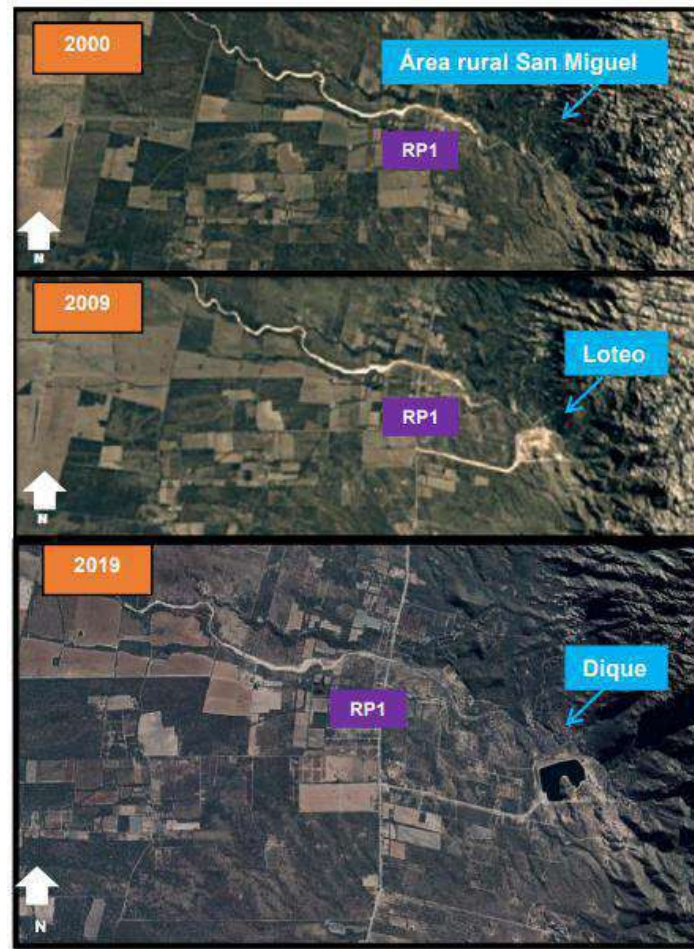 2000
Área rural San Miguel
RP1
N
2009
Loteo
RP1
N
2019
Dique
RP1
N